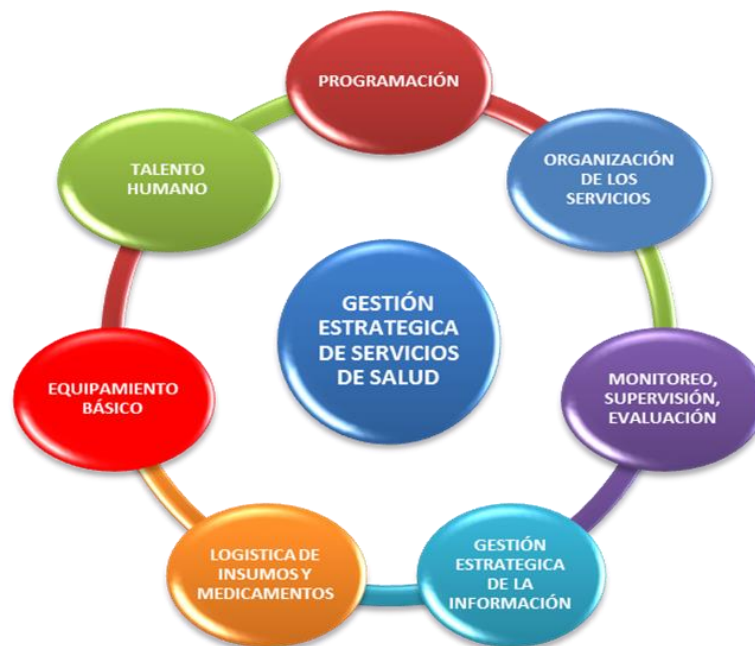 PROGRAMACIÓN
ORGANIZACIÓN
DE LOS
SERVICIOS
MONITOREO,
SUPERVISIÓN,
EVALUACIÓN
GESTIÓN
ESTRATEGICA
DE LA
INFORMACIÓN
LOGISTICA DE
INSUMOS Y
MEDICAMENTOS
EQUIPAMIENTO
BÁSICO
TALENTO
HUMANO
GESTIÓN
ESTRATEGICA
DE SERVICIOS
DE SALUD